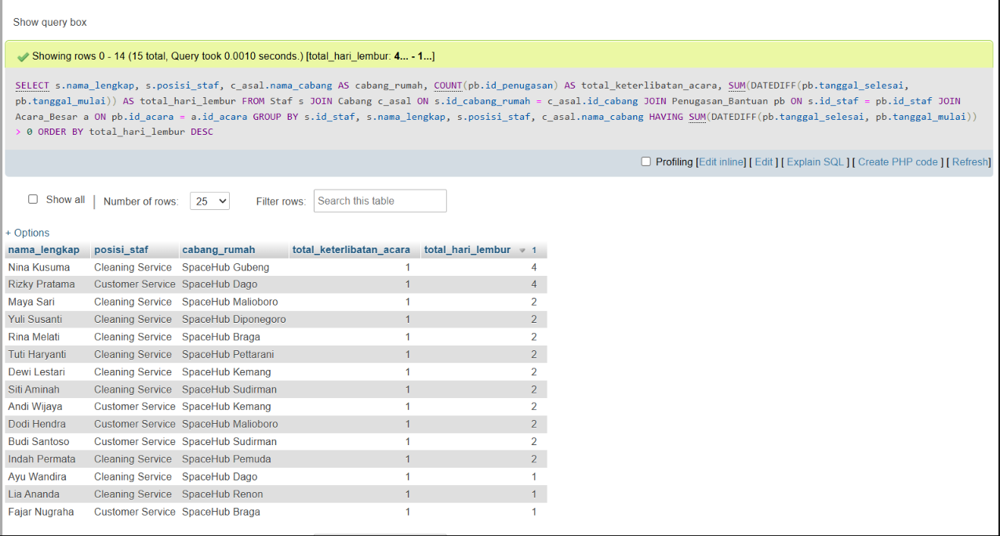 Show query box
Showing rows 0 - 14 (15 total, Query took 0.0010 seconds.) [total_hari_lembur: 4... - 1...]
SELECT s.nama_lengkap, s.posisi_staf, c_asal.nama_cabang AS cabang_rumah, COUNT(pb.id_penugasan) AS total_keterlibatan_acara, SUM(DATEDIFF(pb.tanggal_selesai,
pb.tanggal_mulai)) AS total_hari_lembur FROM Staf s JOIN Cabang c_asal ON s.id_cabang_rumah = c_asal.id_cabang JOIN Penugasan_Bantuan pb ON s.id_staf = pb.id_staf JOIN
Acara_Besar a ON pb.id_acara = a.id_acara GROUP BY s.id_staf, s.nama_lengkap, s.posisi_staf, c_asal.nama_cabang HAVING SUM(DATEDIFF(pb.tanggal_selesai, pb.tanggal_mulai))
> 0 ORDER BY total_hari_lembur DESC
Profiling [Edit inline] [ Edit ] [ Explain SQL ] [ Create PHP code ] [ Refresh]
Show all | Number of rows: 25 Filter rows: Search this table
+ Options
nama_lengkap posisi_staf cabang_rumah total_keterlibatan_acara total_hari_lembur 1
Nina Kusuma Cleaning Service SpaceHub Gubeng 1 4
Rizky Pratama Customer Service SpaceHub Dago 1 4
Maya Sari Cleaning Service SpaceHub Malioboro 1 2
Yuli Susanti Cleaning Service SpaceHub Diponegoro 1 2
Rina Melati Cleaning Service SpaceHub Braga 1 2
Tuti Haryanti Cleaning Service SpaceHub Pettarani 1 2
Dewi Lestari Cleaning Service SpaceHub Kemang 1 2
Siti Aminah Cleaning Service SpaceHub Sudirman 1 2
Andi Wijaya Customer Service SpaceHub Kemang 1 2
Dodi Hendra Customer Service SpaceHub Malioboro 1 2
Budi Santoso Customer Service SpaceHub Sudirman 1 2
Indah Permata Cleaning Service SpaceHub Pemuda 1 2
Ayu Wandira Cleaning Service SpaceHub Dago 1 1
Lia Ananda Cleaning Service SpaceHub Renon 1 1
Fajar Nugraha Customer Service SpaceHub Braga 1 1